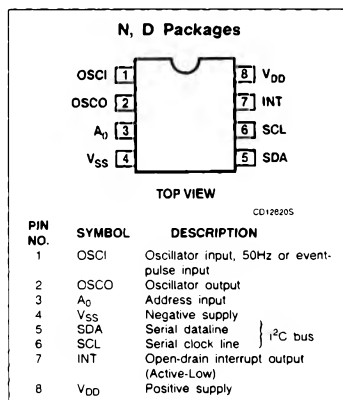 N, D Packages
OSCI 1
8 VDD
OSCO 2
7 INT
A0 3
6 SCL
VSS 4
5 SDA
TOP VIEW
CD12620S
PIN NO. SYMBOL DESCRIPTION
1 OSCI Oscillator input, 50Hz or event-
pulse input
2 OSCO Oscillator output
3 A0 Address input
4 VSS Negative supply
5 SDA Serial dataline
6 SCL Serial clock line
I²C bus
7 INT Open-drain interrupt output
(Active-Low)
8 VDD Positive supply